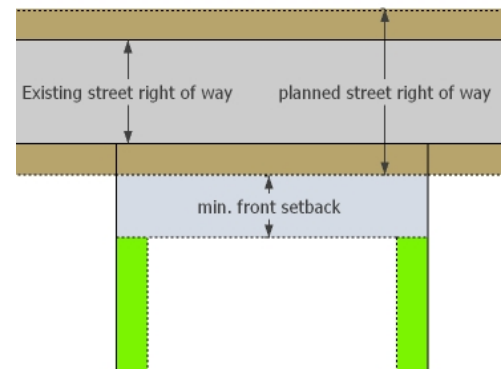 Existing street right of way
planned street right of way
min. front setback